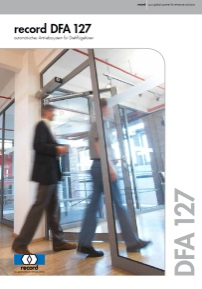 record DFA 127
automatisches Antriebssystem für Drehflügeltüren
DFA 127
record